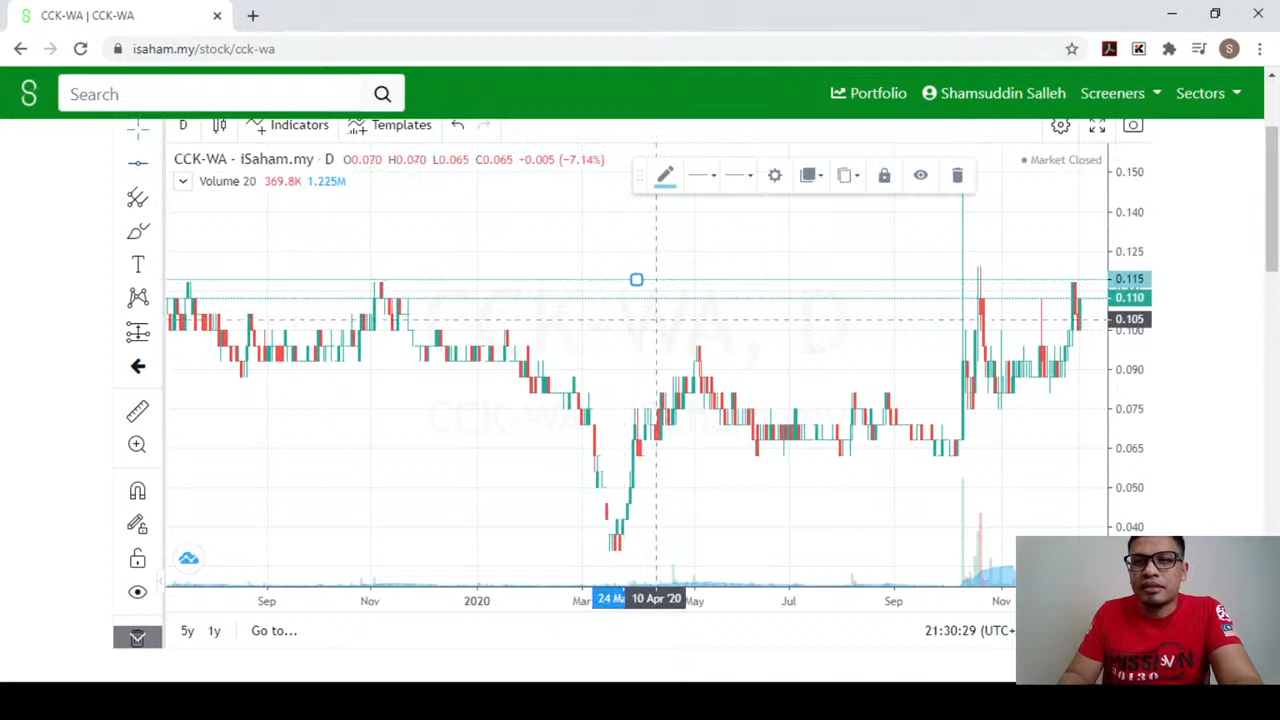 CCK-WA | CCK-WA
isaham.my/stock/cck-wa
S
Search
Portfolio
Shamsuddin Salleh
Screeners
Sectors
D
Indicators
Templates
CCK-WA - iSaham.my · D O0.070 H0.070 L0.065 C0.065 +0.005 (−7.14%)
Market Closed
Volume 20 369.8K 1.225M
T
CCK-WA, D
0.150
0.140
0.125
0.115
0.110
0.105
0.100
0.090
0.075
0.065
0.050
0.040
Sep
Nov
2020
Mar
24 Ma
10 Apr '20
May
Jul
Sep
Nov
5y
1y
Go to...
21:30:29 (UTC+
MISSION